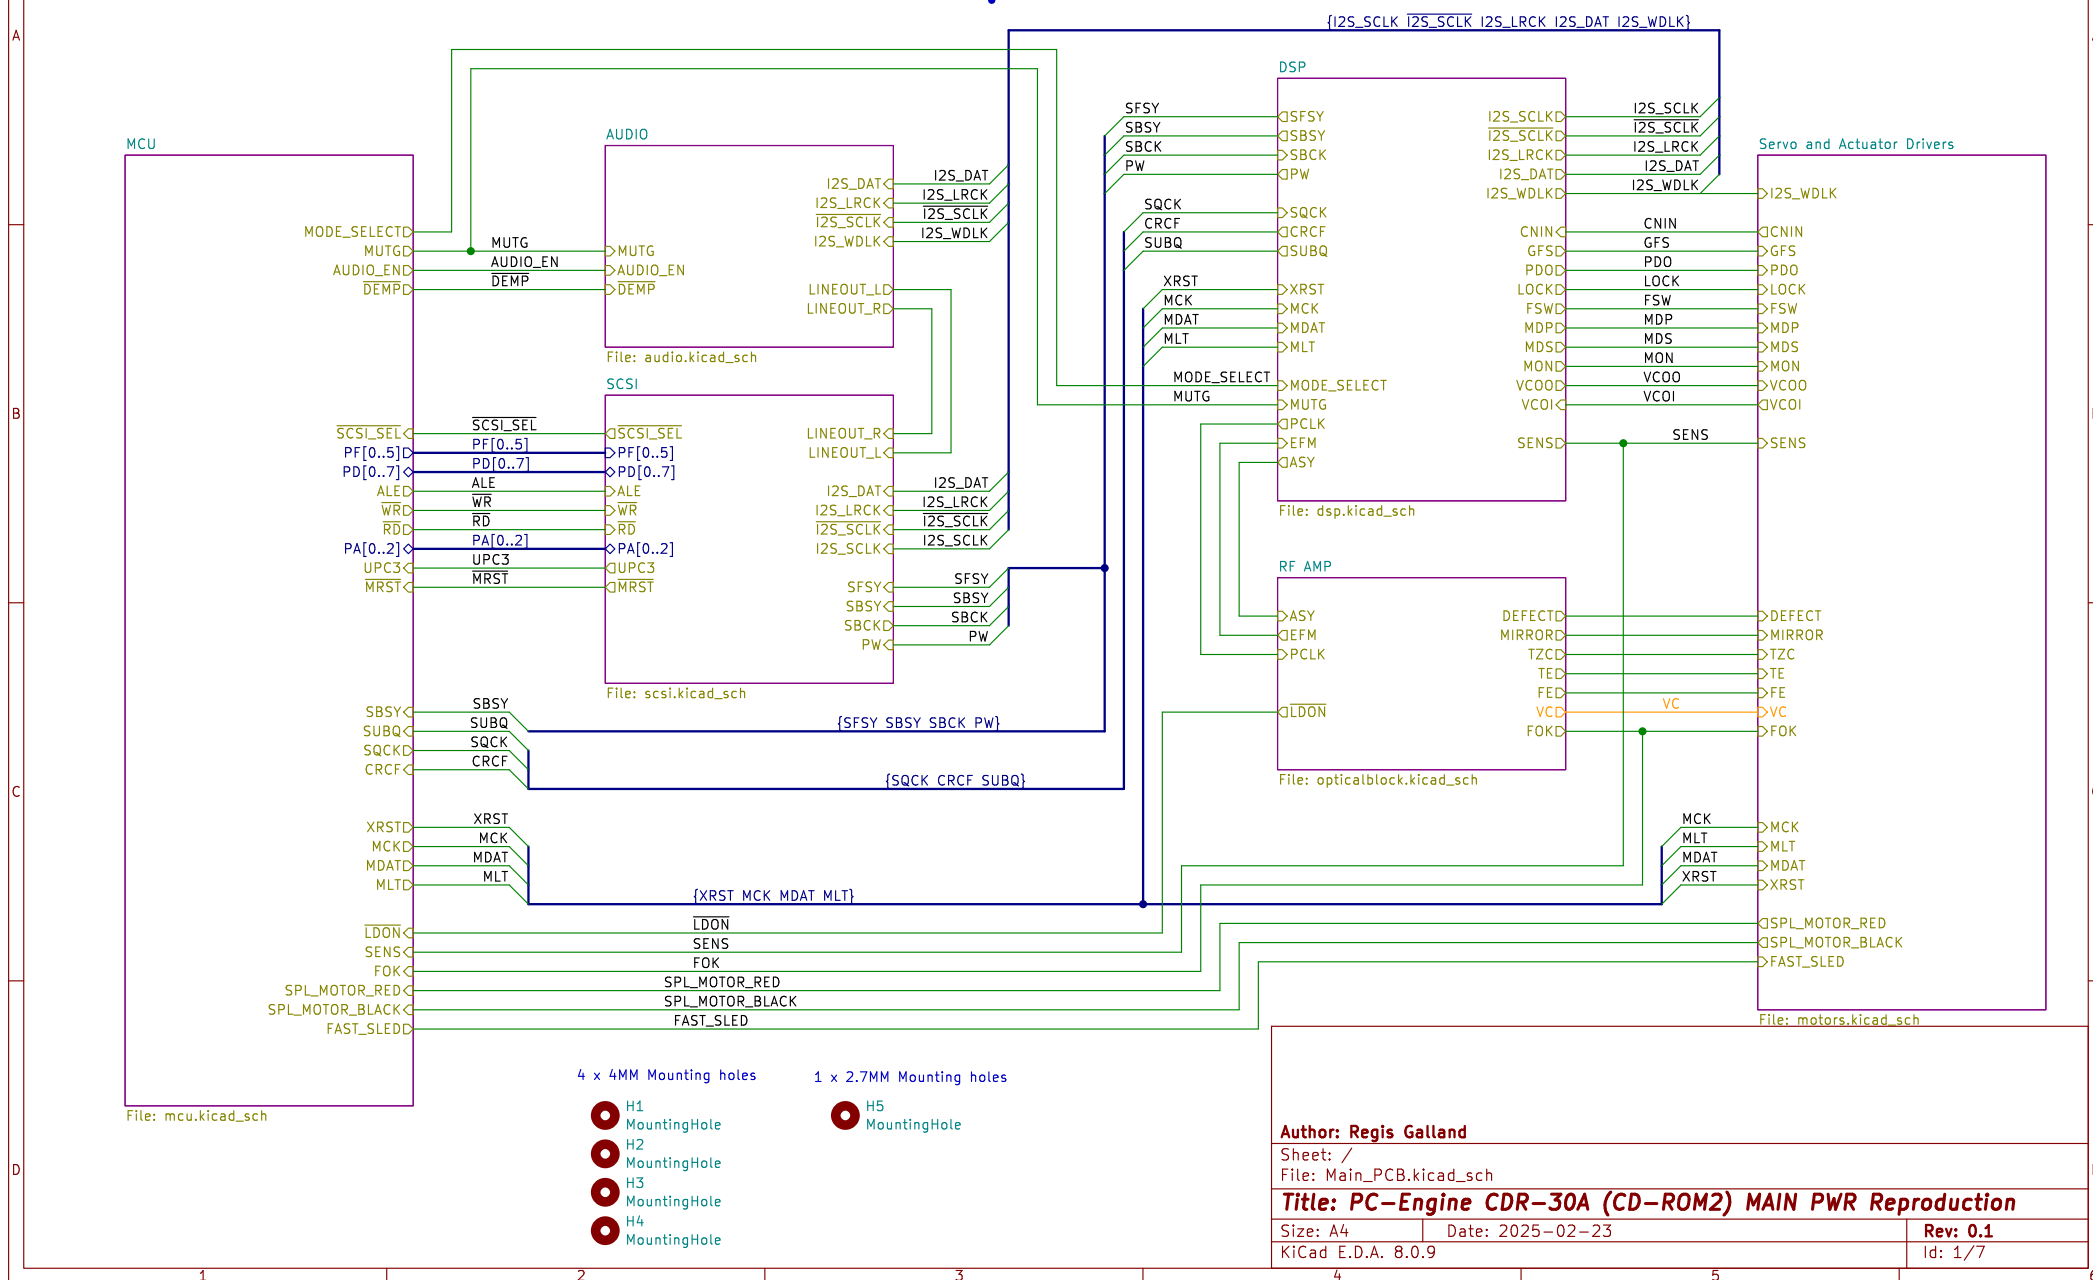 {I2S_SCLK I2S_SCLK I2S_LRCK I2S_DAT I2S_WDLK}
A
MCU
MODE_SELECT
MUTG
AUDIO_EN
DEMP
SCSI_SEL
PF[0..5]
PD[0..7]
ALE
WR
RD
PA[0..2]
UPC3
MRST
SBSY
SUBQ
SQCK
CRCF
XRST
MCK
MDAT
MLT
LDON
SENS
FOK
SPL_MOTOR_RED
SPL_MOTOR_BLACK
FAST_SLED
File: mcu.kicad_sch
MUTG
AUDIO_EN
DEMP
SCSI_SEL
PF[0..5]
PD[0..7]
ALE
WR
RD
PA[0..2]
UPC3
MRST
SBSY
SUBQ
SQCK
CRCF
XRST
MCK
MDAT
MLT
AUDIO
MUTG
AUDIO_EN
DEMP
I2S_DAT
I2S_LRCK
I2S_SCLK
I2S_WDLK
LINEOUT_L
LINEOUT_R
File: audio.kicad_sch
I2S_DAT
I2S_LRCK
I2S_SCLK
I2S_WDLK
SCSI
SCSI_SEL
PF[0..5]
PD[0..7]
ALE
WR
RD
PA[0..2]
UPC3
MRST
LINEOUT_R
LINEOUT_L
I2S_DAT
I2S_LRCK
I2S_SCLK
I2S_SCLK
SFSY
SBSY
SBCK
PW
File: scsi.kicad_sch
I2S_DAT
I2S_LRCK
I2S_SCLK
I2S_SCLK
SFSY
SBSY
SBCK
PW
{SFSY SBSY SBCK PW}
{SQCK CRCF SUBQ}
{XRST MCK MDAT MLT}
LDON
SENS
FOK
SPL_MOTOR_RED
SPL_MOTOR_BLACK
FAST_SLED
SFSY
SBSY
SBCK
PW
SQCK
CRCF
SUBQ
XRST
MCK
MDAT
MLT
MODE_SELECT
MUTG
DSP
SFSY
SBSY
SBCK
PW
SQCK
CRCF
SUBQ
XRST
MCK
MDAT
MLT
MODE_SELECT
MUTG
PCLK
EFM
ASY
I2S_SCLK
I2S_SCLK
I2S_LRCK
I2S_DAT
I2S_WDLK
CNIN
GFS
PDO
LOCK
FSW
MDP
MDS
MON
VCOO
VCOI
SENS
File: dsp.kicad_sch
I2S_SCLK
I2S_SCLK
I2S_LRCK
I2S_DAT
I2S_WDLK
CNIN
GFS
PDO
LOCK
FSW
MDP
MDS
MON
VCOO
VCOI
SENS
RF AMP
ASY
EFM
PCLK
LDON
DEFECT
MIRROR
TZC
TE
FE
VC
FOK
File: opticalblock.kicad_sch
VC
MCK
MLT
MDAT
XRST
Servo and Actuator Drivers
I2S_WDLK
CNIN
GFS
PDO
LOCK
FSW
MDP
MDS
MON
VCOO
VCOI
SENS
DEFECT
MIRROR
TZC
TE
FE
VC
FOK
MCK
MLT
MDAT
XRST
SPL_MOTOR_RED
SPL_MOTOR_BLACK
FAST_SLED
File: motors.kicad_sch
B
C
D
4 x 4MM Mounting holes
H1
MountingHole
H2
MountingHole
H3
MountingHole
H4
MountingHole
1 x 2.7MM Mounting holes
H5
MountingHole
Author: Regis Galland
Sheet: /
File: Main_PCB.kicad_sch
Title: PC-Engine CDR-30A (CD-ROM2) MAIN PWR Reproduction
Size: A4 Date: 2025-02-23 Rev: 0.1
KiCad E.D.A. 8.0.9 Id: 1/7
1 2 3 4 5